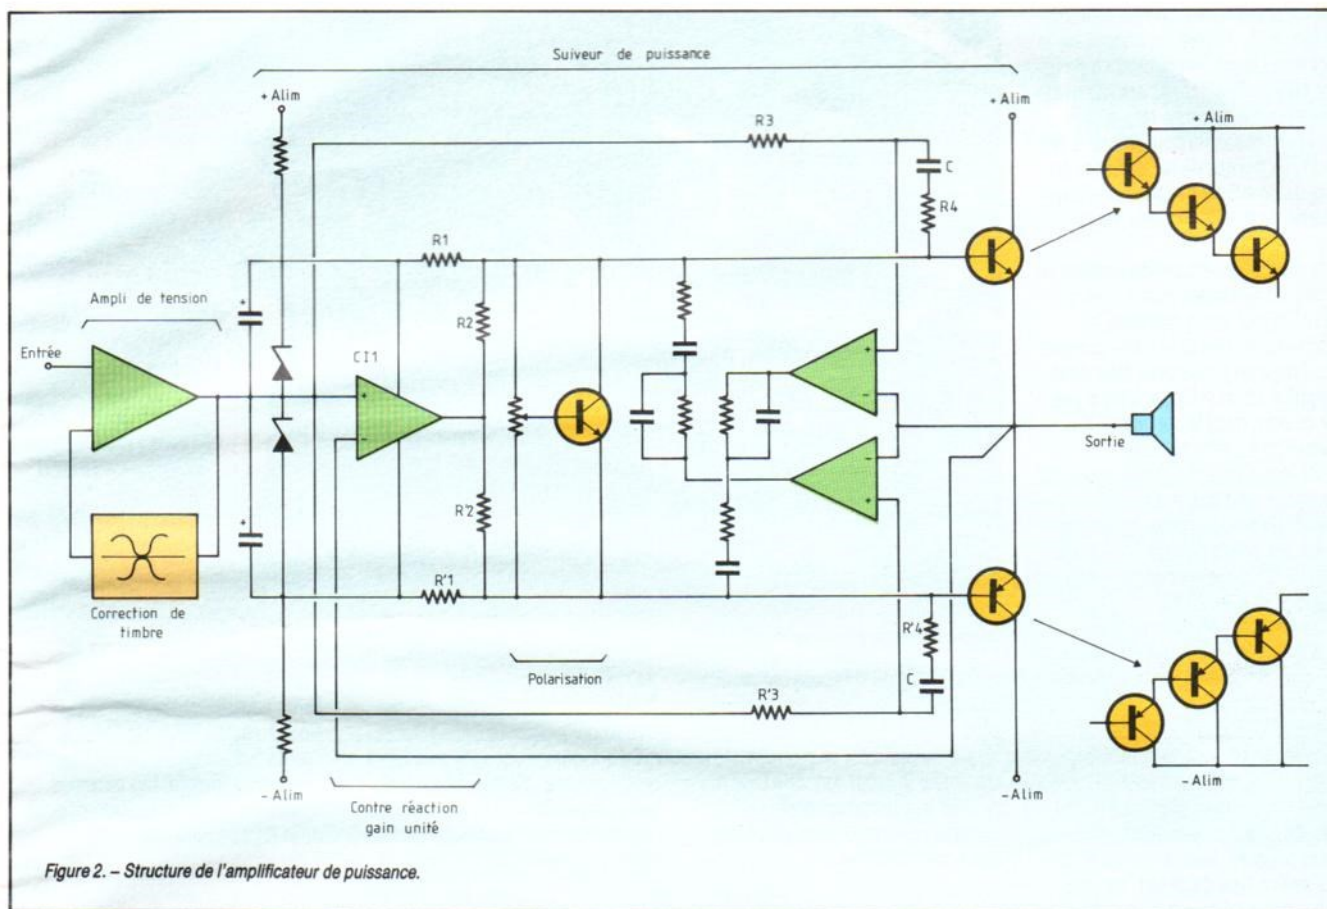 Suiveur de puissance
+ Alim
+ Alim
+ Alim
R3
C
R4
R1
Ampli de tension
R2
Entrée
CI1
+
+
-
+
-
-
+
Sortie
+
R'2
R'1
Correction de
timbre
R'4
Polarisation
C
R'3
- Alim
- Alim
- Alim
Contre réaction
gain unité
Figure 2. – Structure de l'amplificateur de puissance.